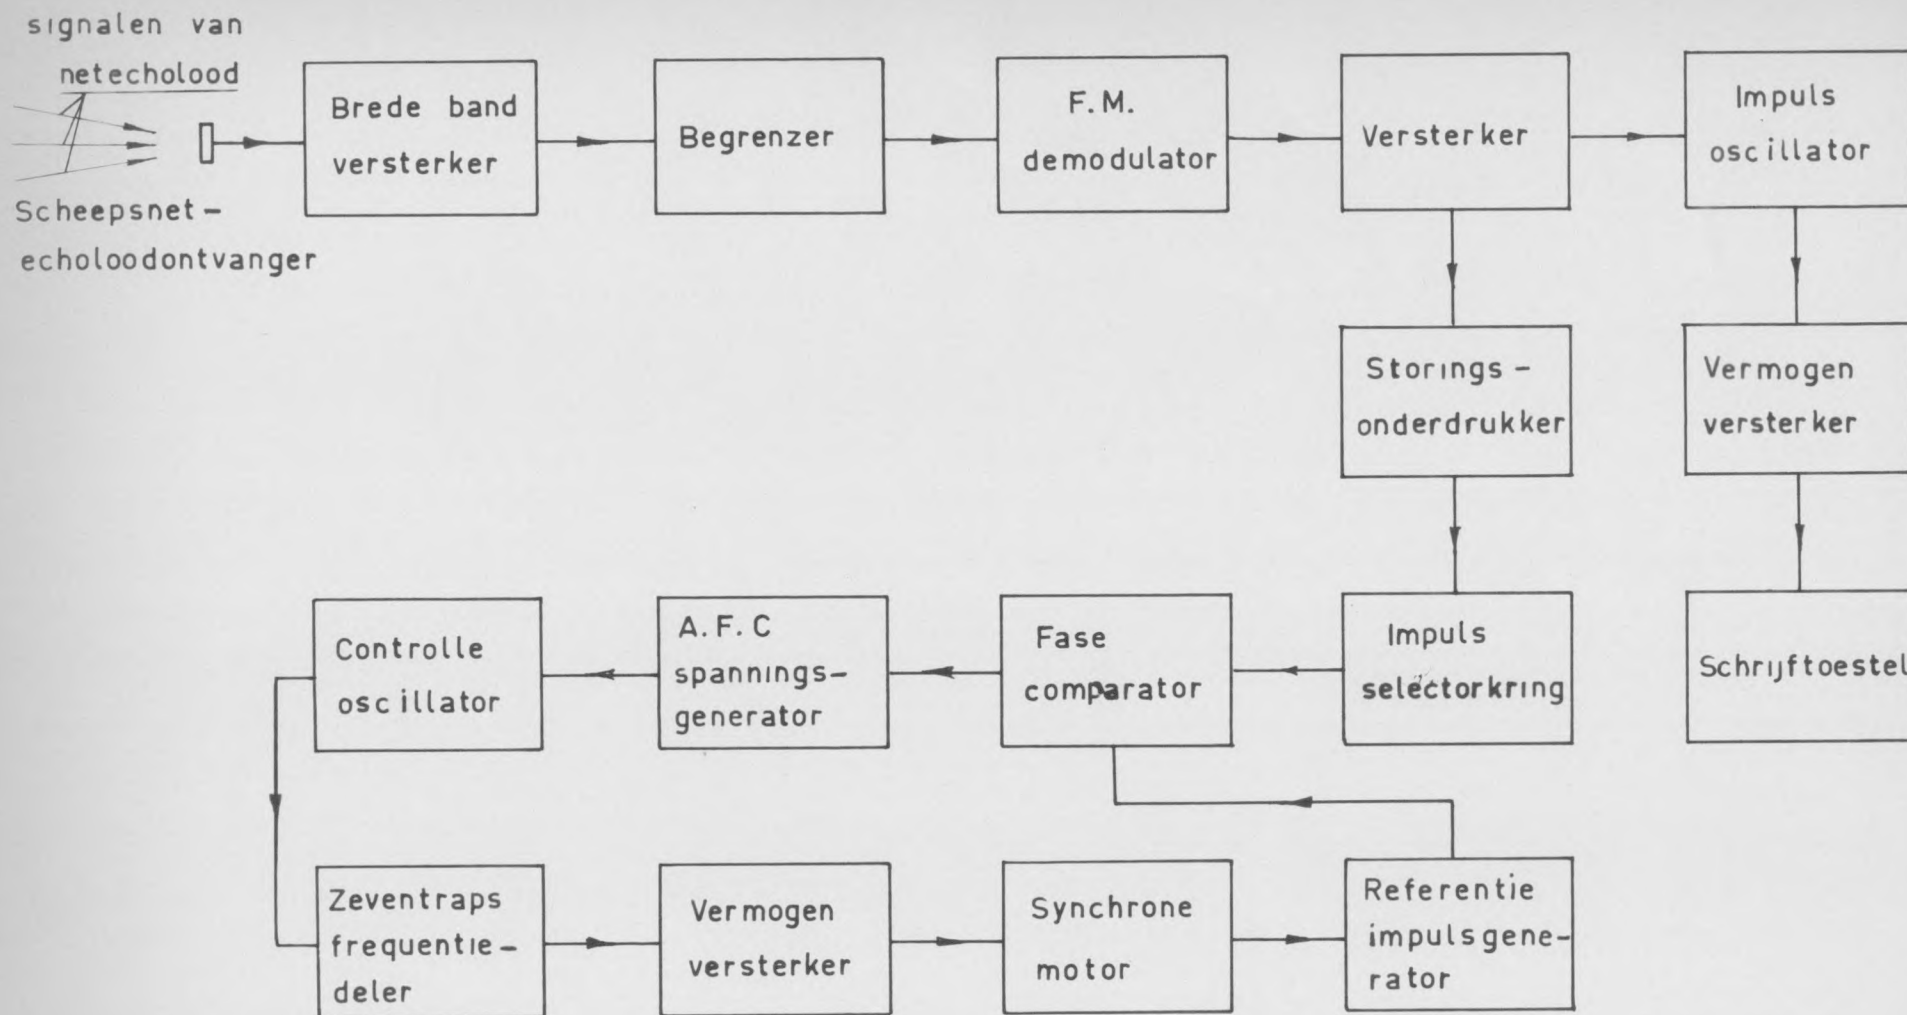 signalen van
netecholood
Scheepsnet-
echoloodontvanger
Brede band
versterker
Begrenzer
F.M.
demodulator
Versterker
Impuls
oscillator
Storings-
onderdrukker
Vermogen
versterker
Controlle
oscillator
A.F.C
spannings-
generator
Fase
comparator
Impuls
selectorkring
Schrijftoestel
Zeventraps
frequentie-
deler
Vermogen
versterker
Synchrone
motor
Referentie
impulsgene-
rator